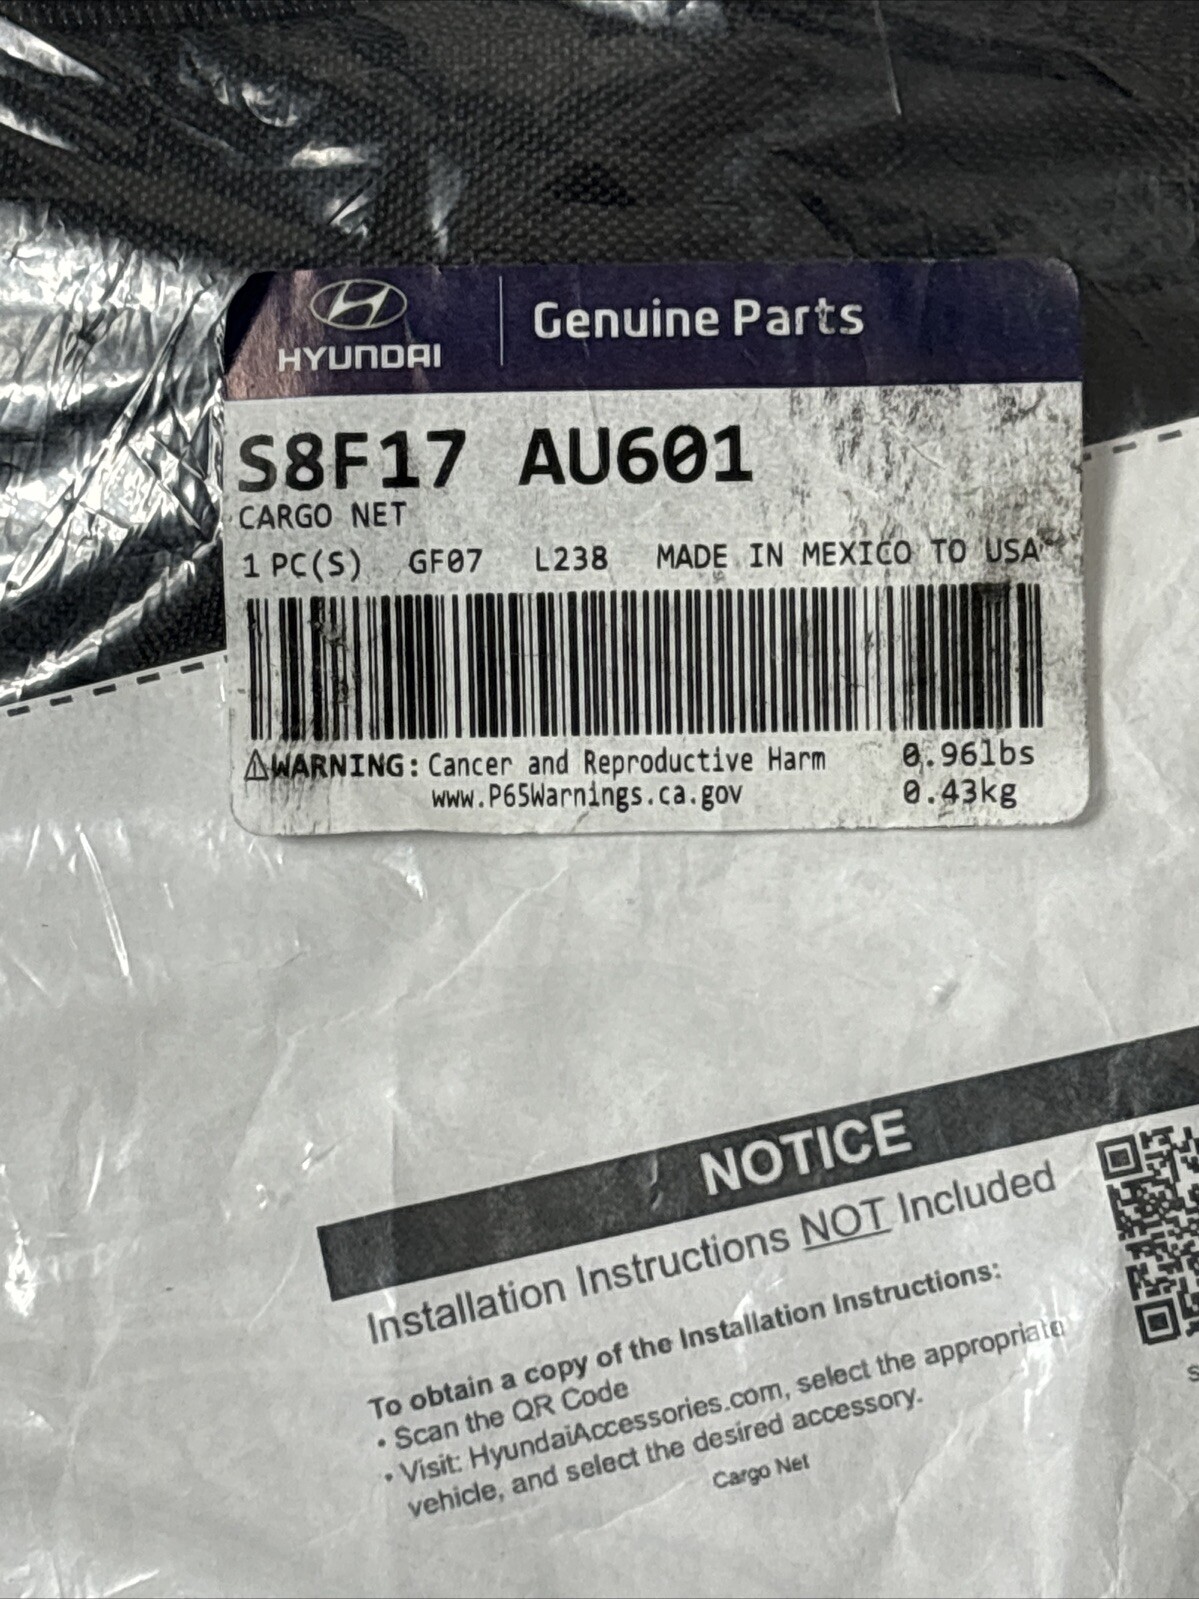 HYUNDAI
Genuine Parts
S8F17 AU601
CARGO NET
1 PC(S) GF07 L238 MADE IN MEXICO TO USA
⚠WARNING: Cancer and Reproductive Harm
www.P65Warnings.ca.gov
0.96lbs
0.43kg
NOTICE
Installation Instructions NOT Included
To obtain a copy of the Installation Instructions:
• Scan the QR Code
• Visit: HyundaiAccessories.com, select the appropriate
vehicle, and select the desired accessory.
Cargo Net